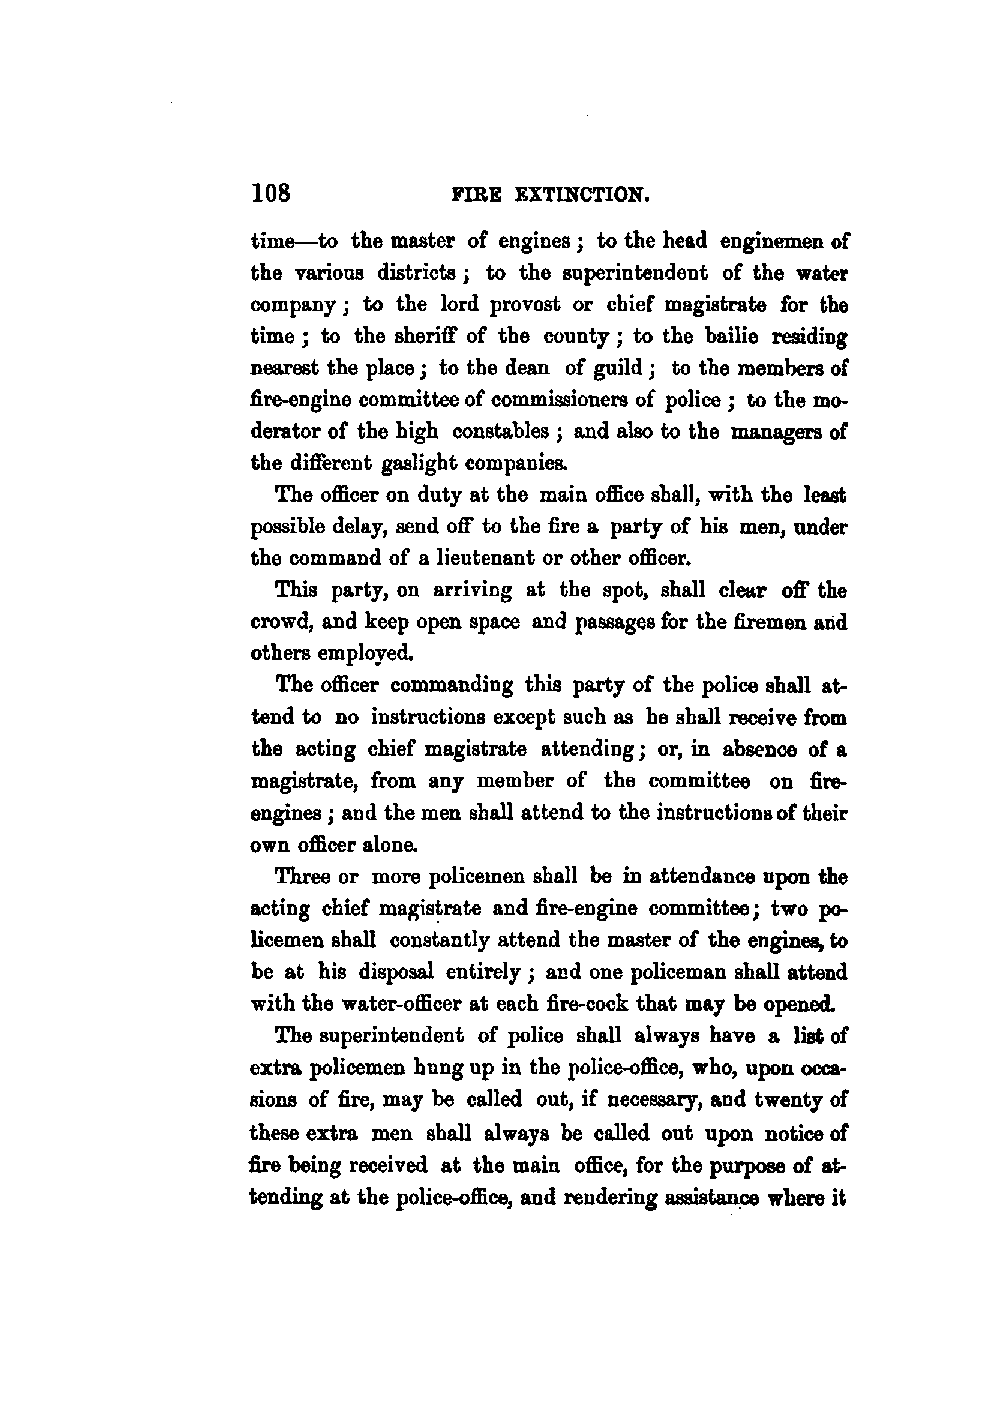 108 FIRE EXTINCTION.
time—to the master of engines; to the head enginemen of
the various districts; to the superintendent of the water
company; to the lord provost or chief magistrate for the
time; to the sheriff of the county; to the bailie residing
nearest the place; to the dean of guild; to the members of
fire-engine committee of commissioners of police; to the mo-
derator of the high constables; and also to the managers of
the different gaslight companies.
The officer on duty at the main office shall, with the least
possible delay, send off to the fire a party of his men, under
the command of a lieutenant or other officer.
This party, on arriving at the spot, shall clear off the
crowd, and keep open space and passages for the firemen and
others employed.
The officer commanding this party of the police shall at-
tend to no instructions except such as he shall receive from
the acting chief magistrate attending; or, in absence of a
magistrate, from any member of the committee on fire-
engines; and the men shall attend to the instructions of their
own officer alone.
Three or more policemen shall be in attendance upon the
acting chief magistrate and fire-engine committee; two po-
licemen shall constantly attend the master of the engines, to
be at his disposal entirely; and one policeman shall attend
with the water-officer at each fire-cock that may be opened.
The superintendent of police shall always have a list of
extra policemen hung up in the police-office, who, upon occa-
sions of fire, may be called out, if necessary, and twenty of
these extra men shall always be called out upon notice of
fire being received at the main office, for the purpose of at-
tending at the police-office, and rendering assistance where it